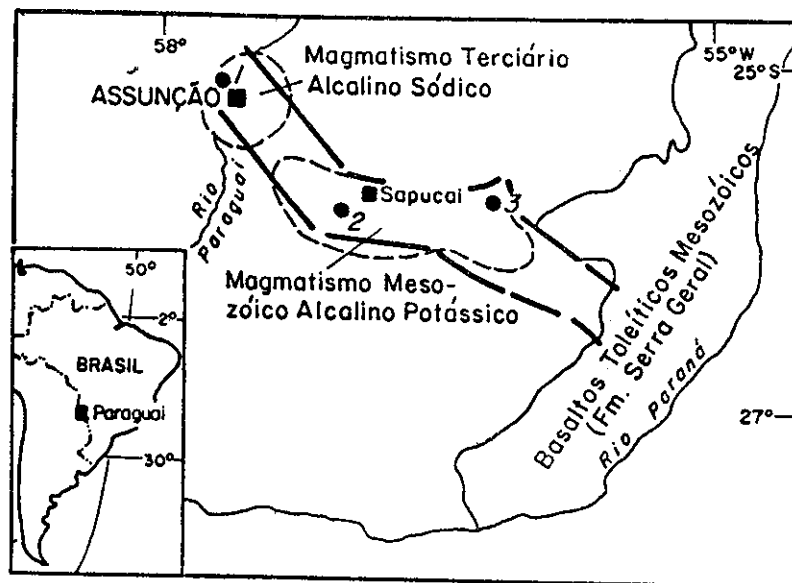 58°
55°W
25°S
Magmatismo Terciário
Alcalino Sódico
ASSUNÇÃO
Rio
Paraguaí
Sapucai
2
3
Magmatismo Meso-
zóico Alcalino Potássico
Basaltos Toleíticos Mesozóicos
(Fm. Serra Geral)
Rio Paraná
27°
50°
2°
BRASIL
Paraguai
30°